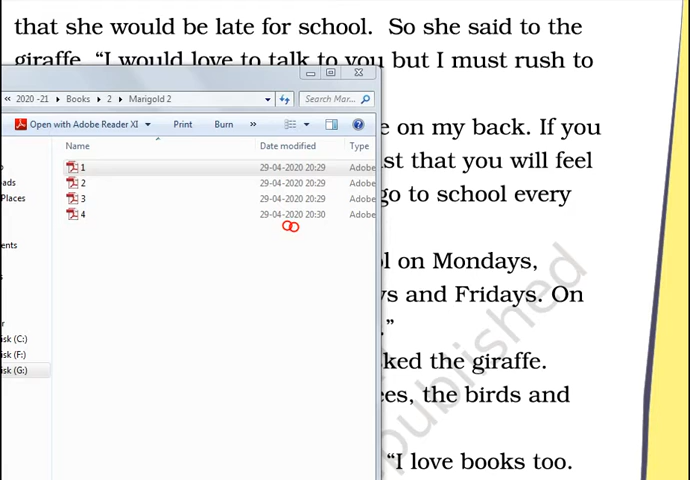 that she would be late for school.  So she said to the
giraffe, “I would love to talk to you but I must rush to
« 2020 -21 ▸ Books ▸ 2 ▸ Marigold 2
Search Mar...
Open with Adobe Reader XI
Print
Burn
»
e on my back. If you
Name
Date modified
Type
st that you will feel
1
29-04-2020 20:29
Adobe
ads
2
29-04-2020 20:29
Adobe
Places
3
29-04-2020 20:29
Adobe
go to school every
4
29-04-2020 20:30
Adobe
ents
l on Mondays,
ys and Fridays. On
r
.”
isk (C:)
isk (F:)
isk (G:)
ked the giraffe.
ees, the birds and
“I love books too.
published